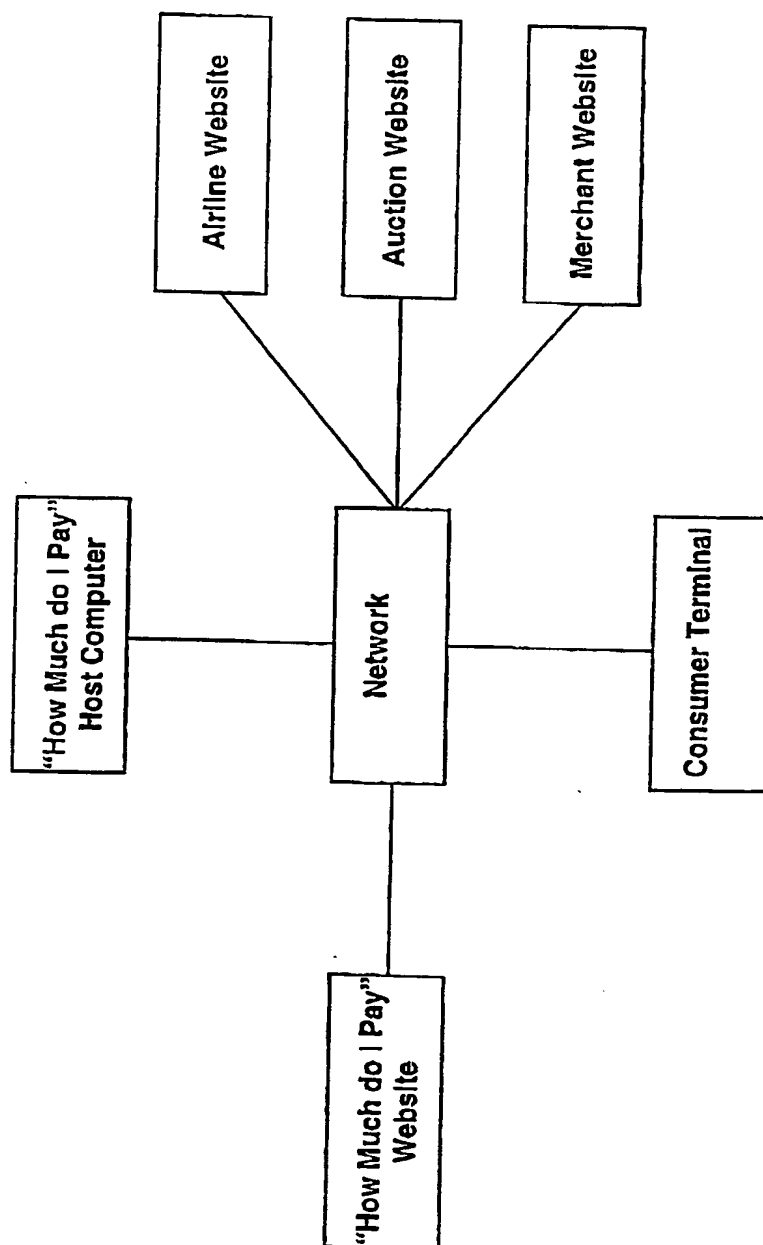 Airline Website
Auction Website
Merchant Website
"How Much do I Pay"
Host Computer
Network
Consumer Terminal
"How Much do I Pay"
Website